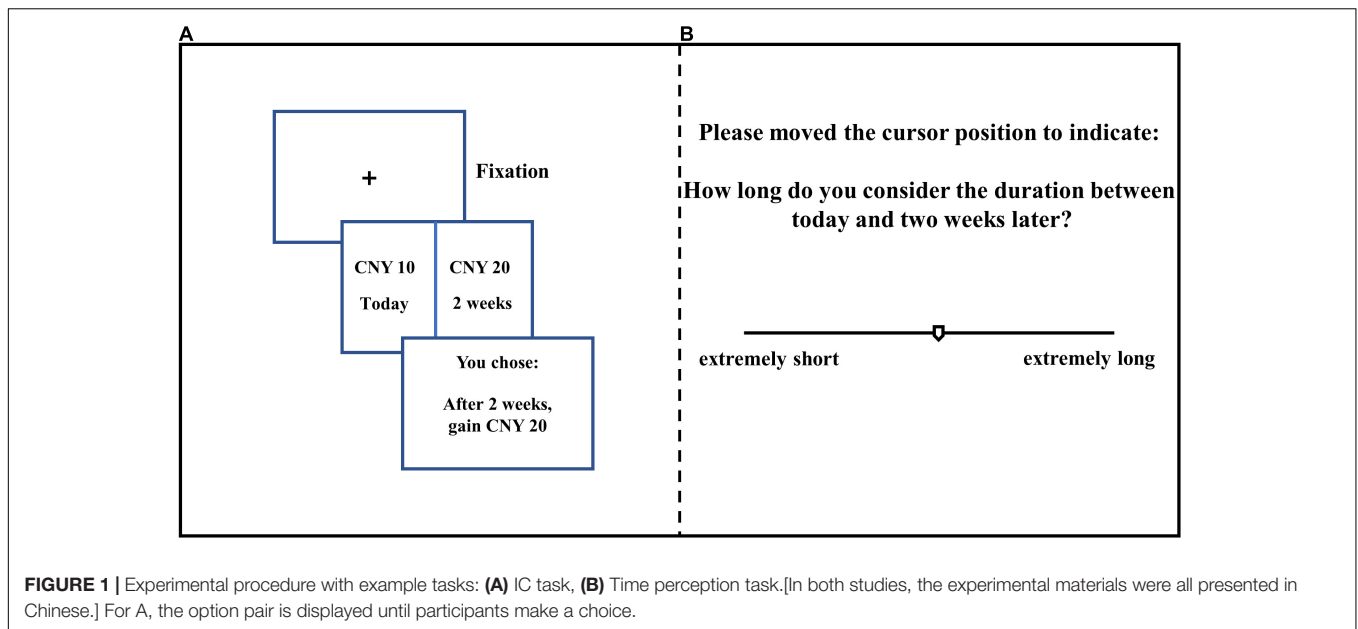 A
B
+
Fixation
CNY 10
Today
CNY 20
2 weeks
You chose:
After 2 weeks,
gain CNY 20
Please moved the cursor position to indicate:
How long do you consider the duration between
today and two weeks later?
extremely short
extremely long
FIGURE 1 | Experimental procedure with example tasks: (A) IC task, (B) Time perception task.[In both studies, the experimental materials were all presented in
Chinese.] For A, the option pair is displayed until participants make a choice.